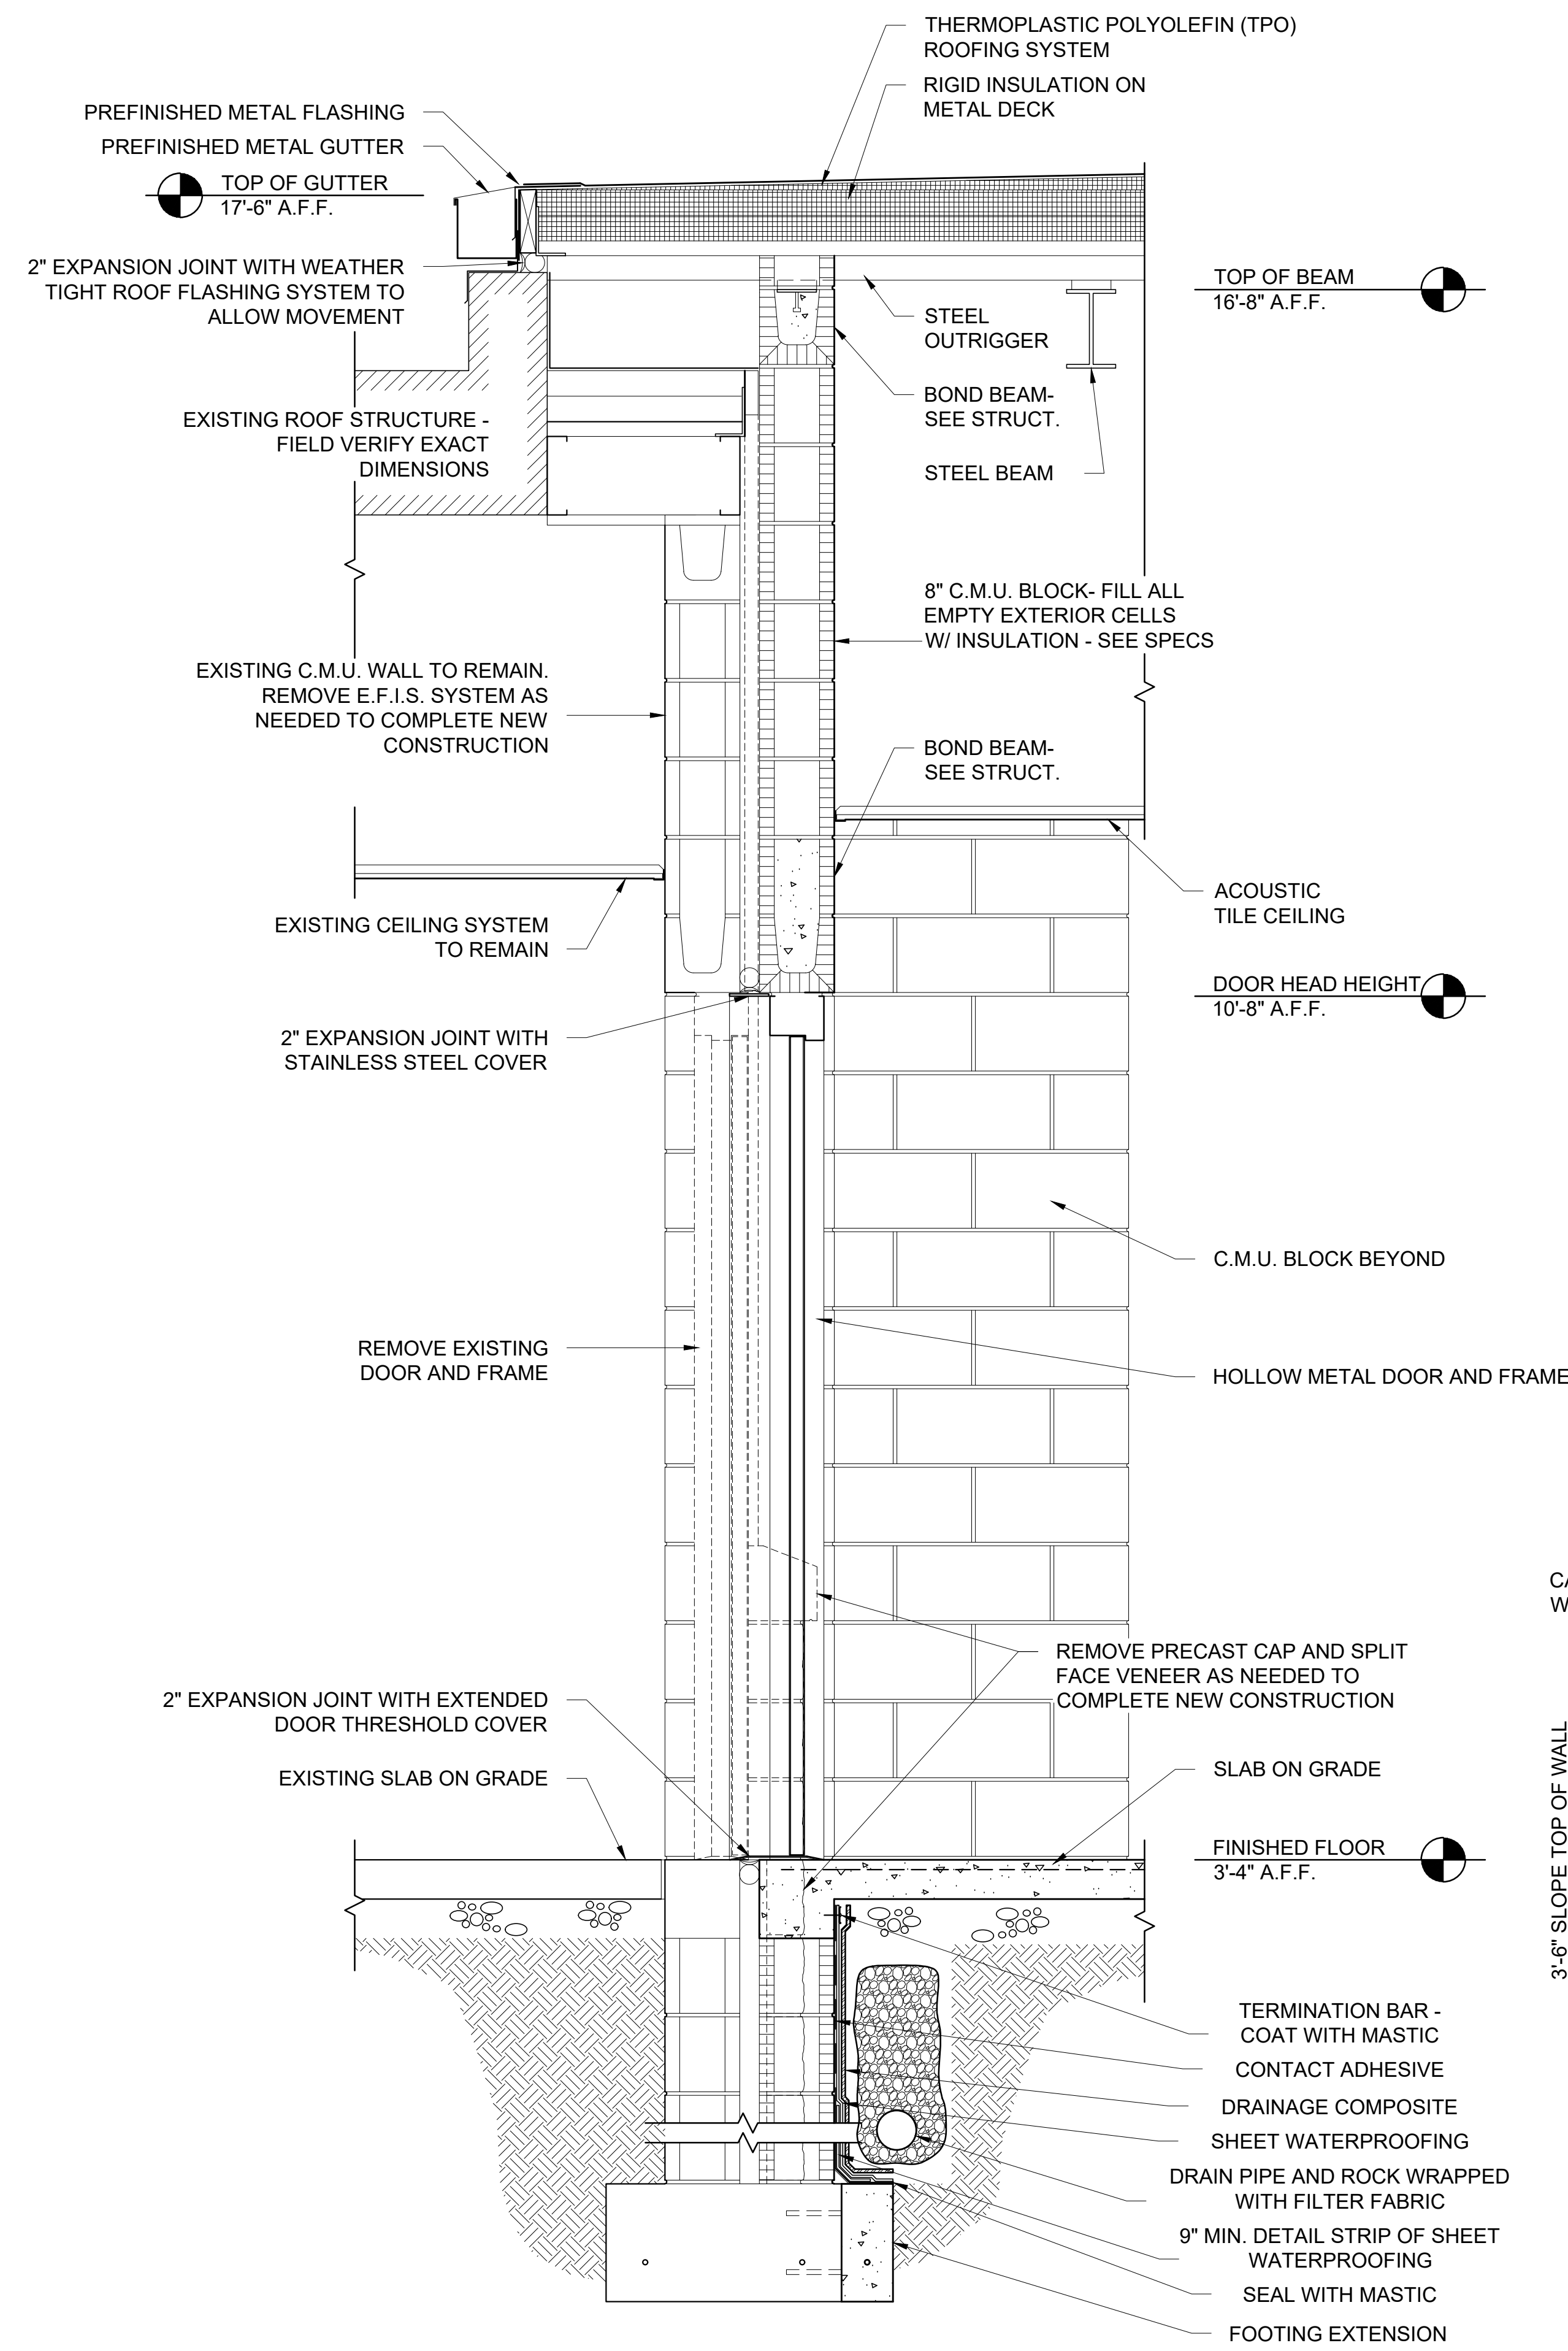 THERMOPLASTIC POLYOLEFIN (TPO)
ROOFING SYSTEM
RIGID INSULATION ON
METAL DECK
PREFINISHED METAL FLASHING
PREFINISHED METAL GUTTER
TOP OF GUTTER
17'-6" A.F.F.
2" EXPANSION JOINT WITH WEATHER
TIGHT ROOF FLASHING SYSTEM TO
ALLOW MOVEMENT
TOP OF BEAM
16'-8" A.F.F.
STEEL
OUTRIGGER
BOND BEAM-
SEE STRUCT.
EXISTING ROOF STRUCTURE -
FIELD VERIFY EXACT
DIMENSIONS
STEEL BEAM
8" C.M.U. BLOCK- FILL ALL
EMPTY EXTERIOR CELLS
W/ INSULATION - SEE SPECS
EXISTING C.M.U. WALL TO REMAIN.
REMOVE E.F.I.S. SYSTEM AS
NEEDED TO COMPLETE NEW
CONSTRUCTION
BOND BEAM-
SEE STRUCT.
ACOUSTIC
TILE CEILING
EXISTING CEILING SYSTEM
TO REMAIN
DOOR HEAD HEIGHT
10'-8" A.F.F.
2" EXPANSION JOINT WITH
STAINLESS STEEL COVER
C.M.U. BLOCK BEYOND
REMOVE EXISTING
DOOR AND FRAME
HOLLOW METAL DOOR AND FRAME
CA
W
REMOVE PRECAST CAP AND SPLIT
FACE VENEER AS NEEDED TO
COMPLETE NEW CONSTRUCTION
2" EXPANSION JOINT WITH EXTENDED
DOOR THRESHOLD COVER
EXISTING SLAB ON GRADE
SLAB ON GRADE
FINISHED FLOOR
3'-4" A.F.F.
3'-6" SLOPE TOP OF WALL
TERMINATION BAR -
COAT WITH MASTIC
CONTACT ADHESIVE
DRAINAGE COMPOSITE
SHEET WATERPROOFING
DRAIN PIPE AND ROCK WRAPPED
WITH FILTER FABRIC
9" MIN. DETAIL STRIP OF SHEET
WATERPROOFING
SEAL WITH MASTIC
FOOTING EXTENSION